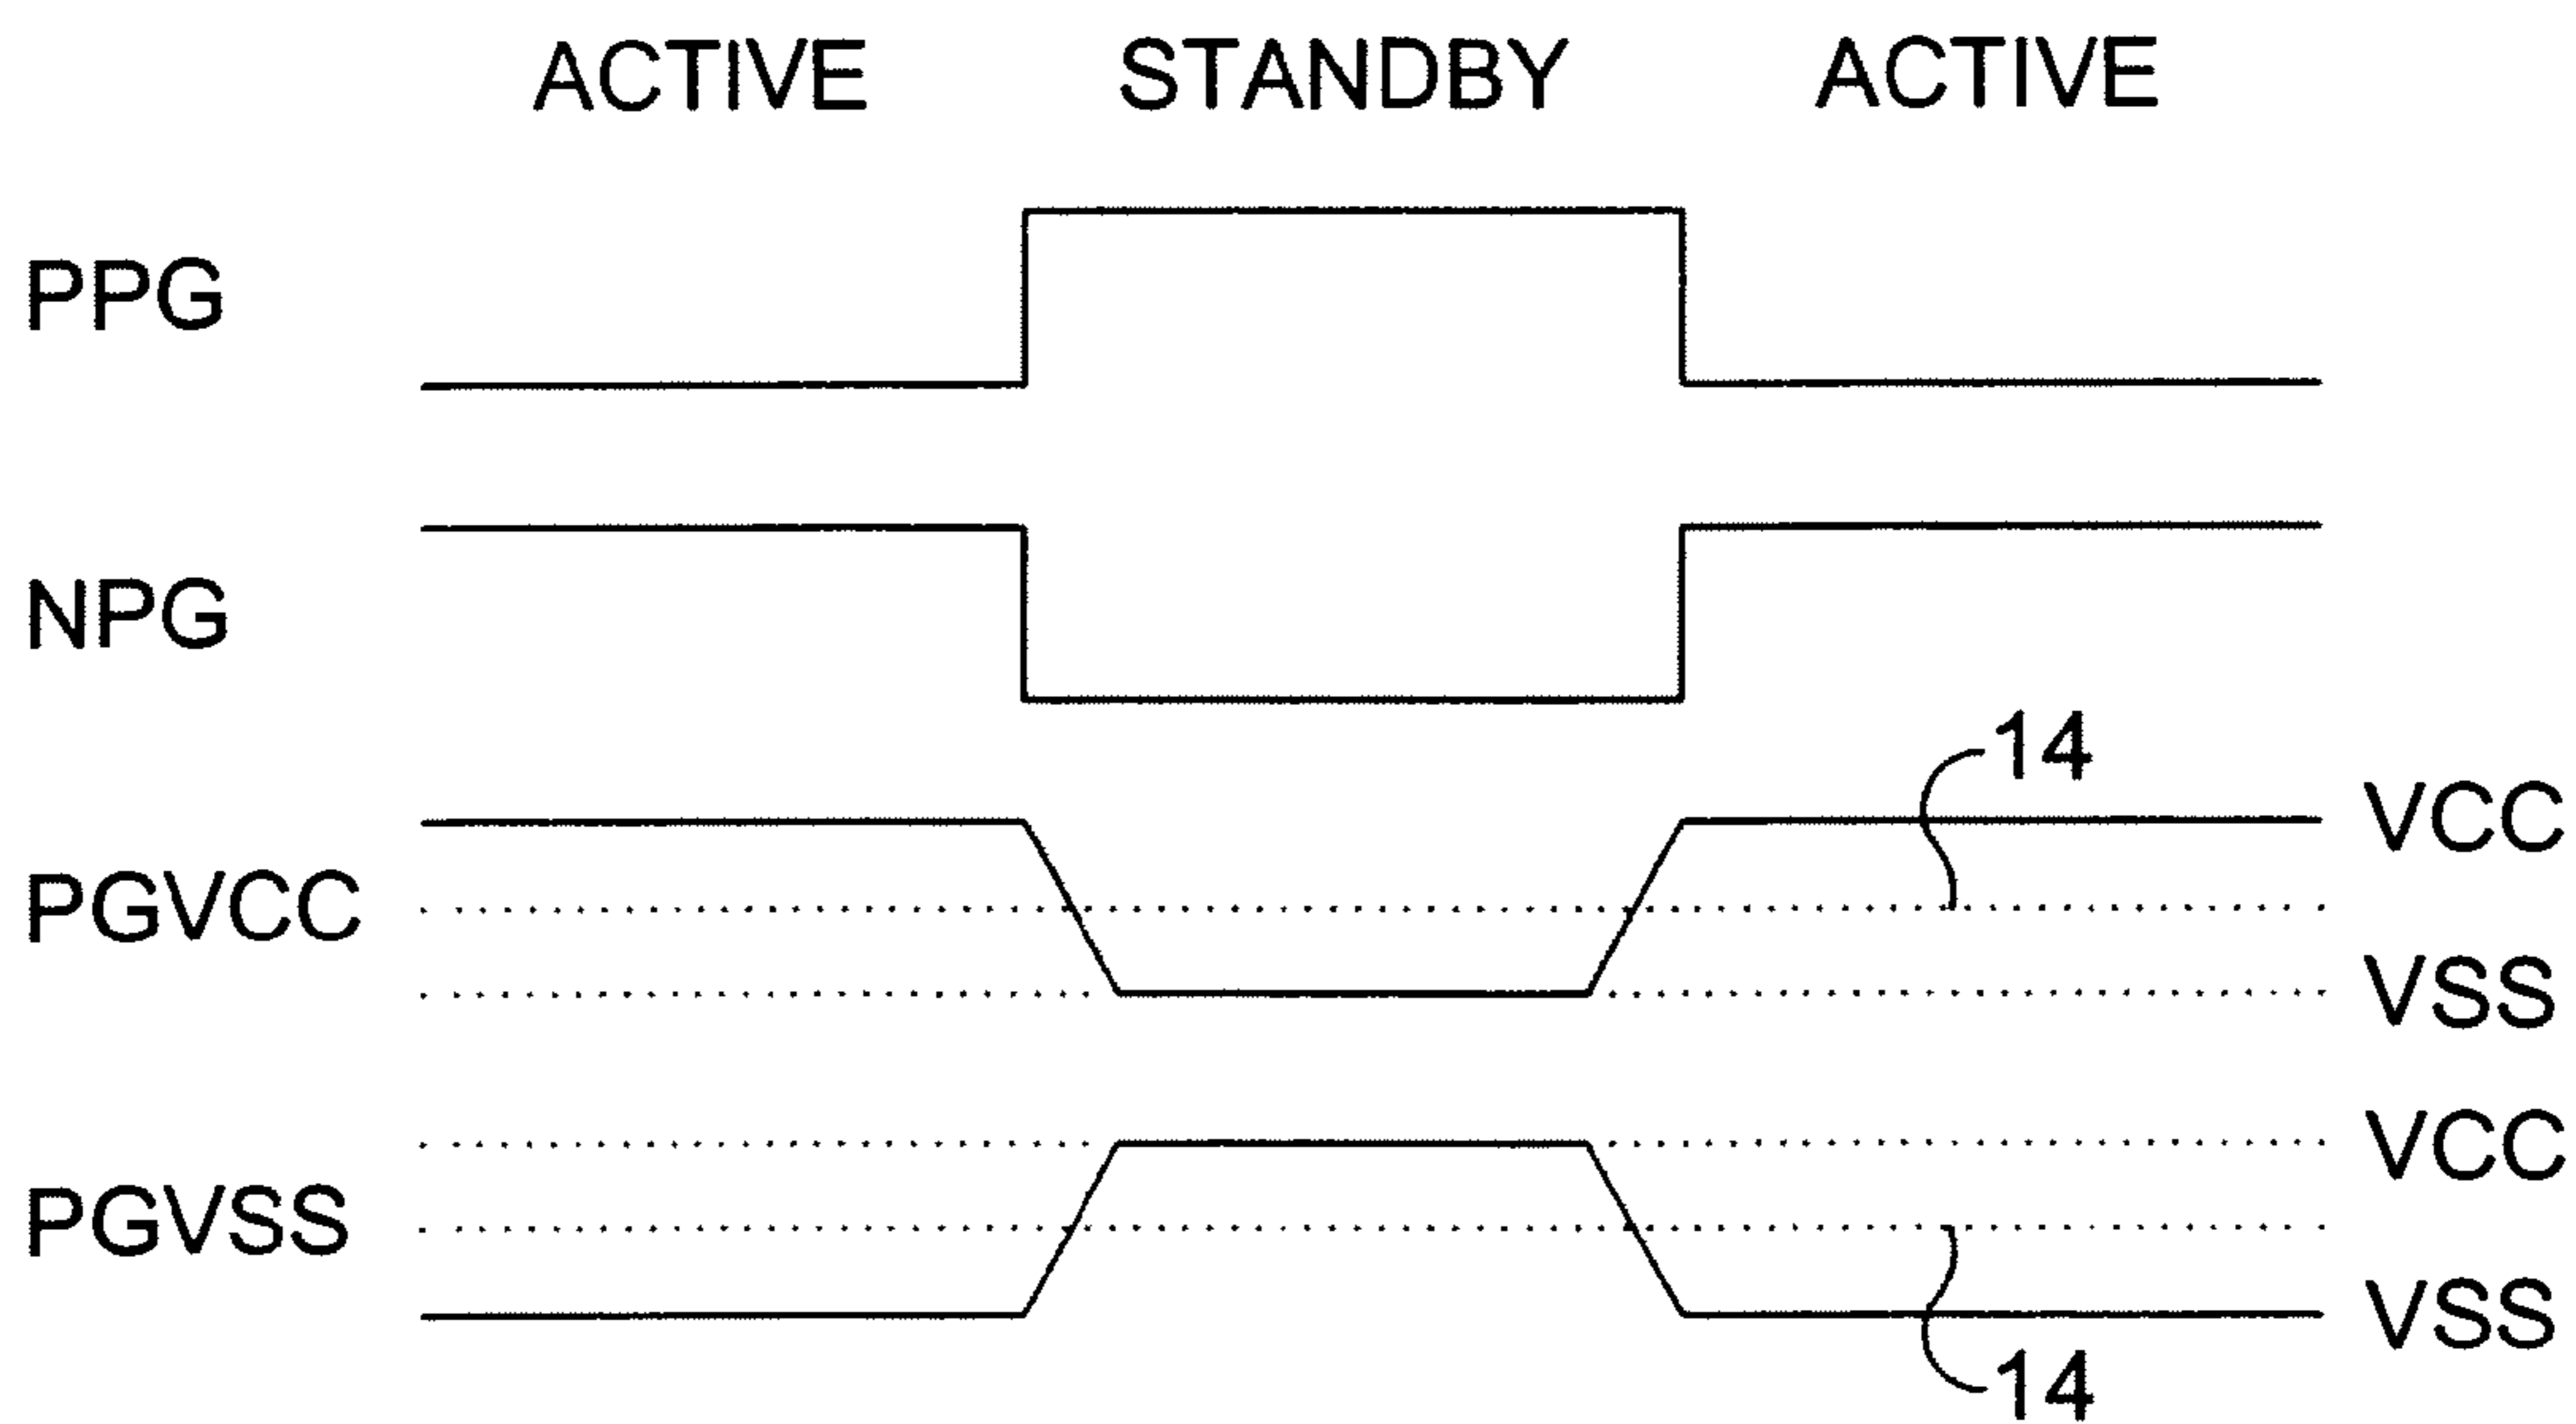 ACTIVE STANDBY ACTIVE
PPG
NPG
14
VCC
PGVCC
VSS
VCC
PGVSS
VSS
14